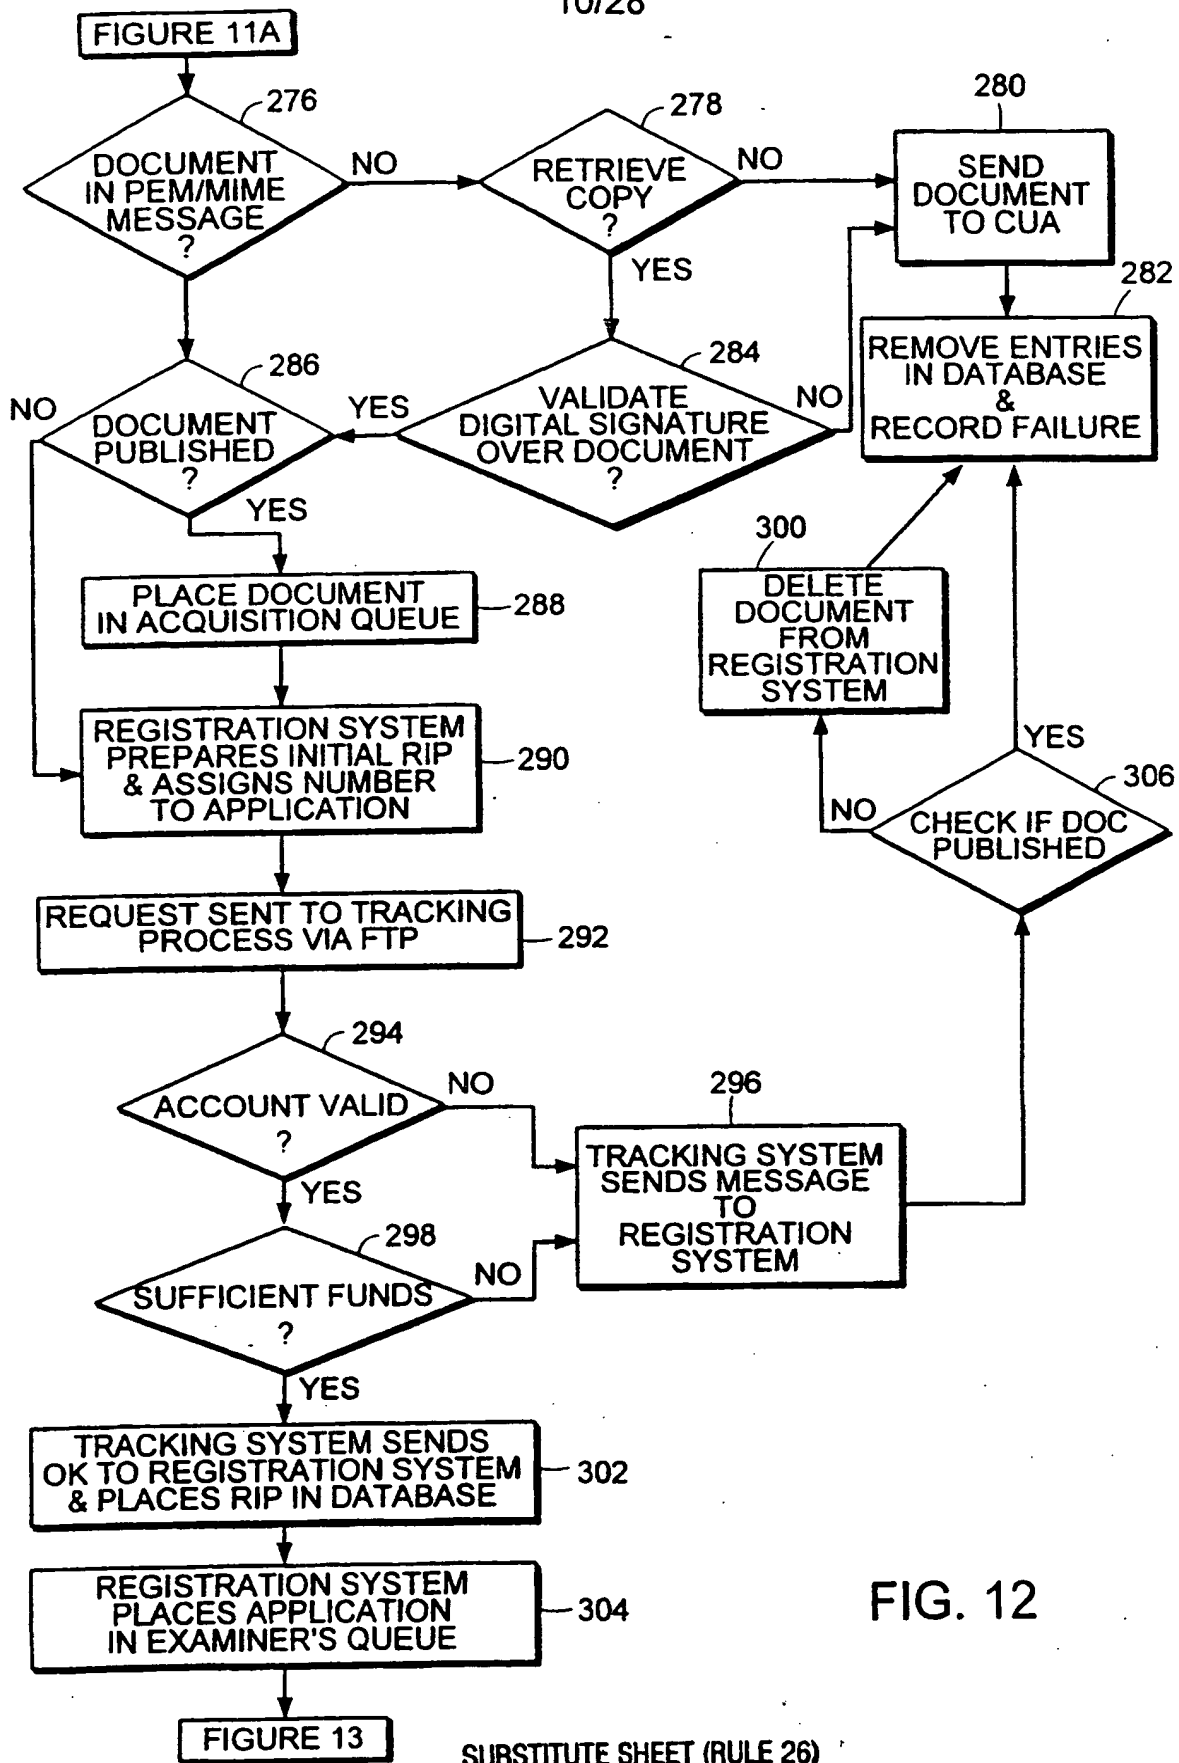 10/28
FIGURE 11A
276
DOCUMENT
IN PEM/MIME
MESSAGE
?
NO
278
RETRIEVE
COPY
?
NO
YES
280
SEND
DOCUMENT
TO CUA
282
REMOVE ENTRIES
IN DATABASE
&
RECORD FAILURE
284
VALIDATE
DIGITAL SIGNATURE
OVER DOCUMENT
?
NO
YES
286
NO
DOCUMENT
PUBLISHED
?
YES
PLACE DOCUMENT
IN ACQUISITION QUEUE
288
300
DELETE
DOCUMENT
FROM
REGISTRATION
SYSTEM
REGISTRATION SYSTEM
PREPARES INITIAL RIP
& ASSIGNS NUMBER
TO APPLICATION
290
YES
306
NO
CHECK IF DOC
PUBLISHED
REQUEST SENT TO TRACKING
PROCESS VIA FTP
292
294
ACCOUNT VALID
?
NO
YES
296
TRACKING SYSTEM
SENDS MESSAGE
TO
REGISTRATION
SYSTEM
298
SUFFICIENT FUNDS
?
NO
YES
TRACKING SYSTEM SENDS
OK TO REGISTRATION SYSTEM
& PLACES RIP IN DATABASE
302
REGISTRATION SYSTEM
PLACES APPLICATION
IN EXAMINER'S QUEUE
304
FIG. 12
FIGURE 13
SUBSTITUTE SHEET (RULE 26)